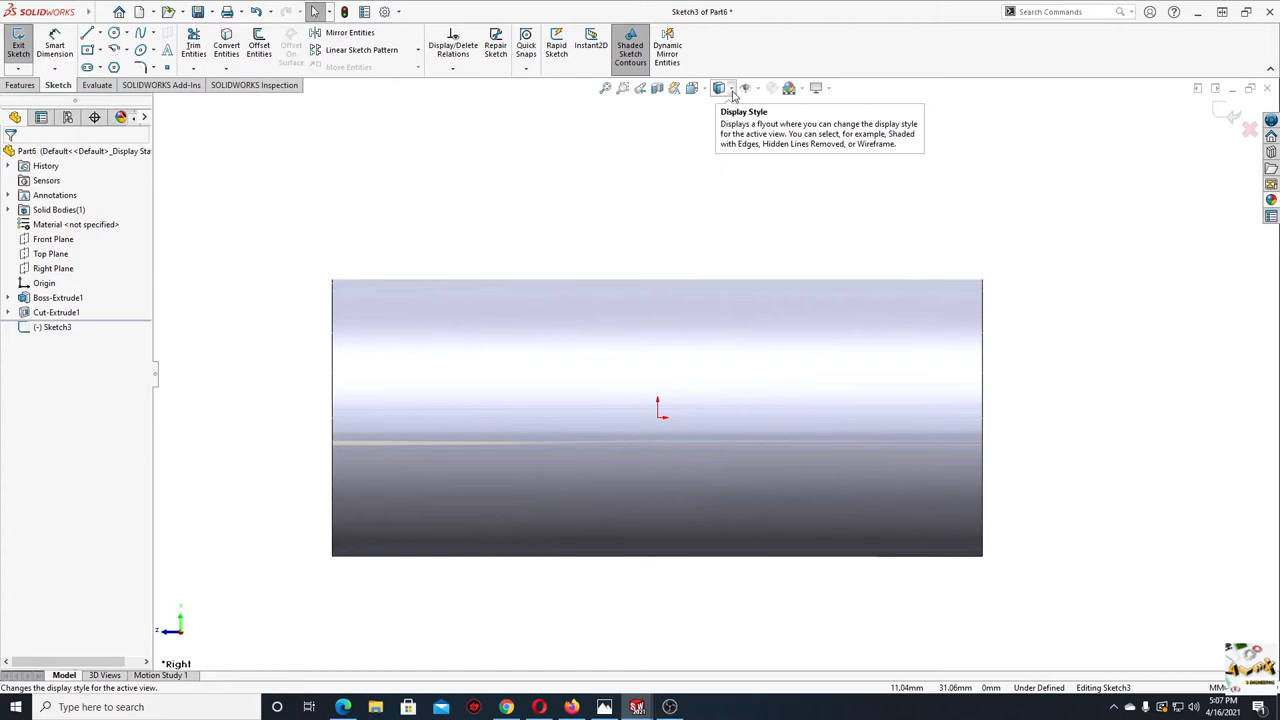 SOLIDWORKS
Sketch3 of Part6 *
Search Commands
Exit Sketch
Smart Dimension
Trim Entities
Convert Entities
Offset Entities
Offset On Surface
Mirror Entities
Linear Sketch Pattern
Move Entities
Display/Delete Relations
Repair Sketch
Quick Snaps
Rapid Sketch
Instant2D
Shaded Sketch Contours
Dynamic Mirror Entities
Features
Sketch
Evaluate
SOLIDWORKS Add-Ins
SOLIDWORKS Inspection
Display Style
Displays a flyout where you can change the display style
for the active view. You can select, for example, Shaded
with Edges, Hidden Lines Removed, or Wireframe.
Part6 (Default<<Default>_Display Sta
History
Sensors
Annotations
Solid Bodies(1)
Material <not specified>
Front Plane
Top Plane
Right Plane
Origin
Boss-Extrude1
Cut-Extrude1
(-) Sketch3
Y
Z
*Right
Model
3D Views
Motion Study 1
Changes the display style for the active view.
11.04mm
31.06mm
0mm
Under Defined
Editing Sketch3
Type here to search
5:07 PM
4/16/2021